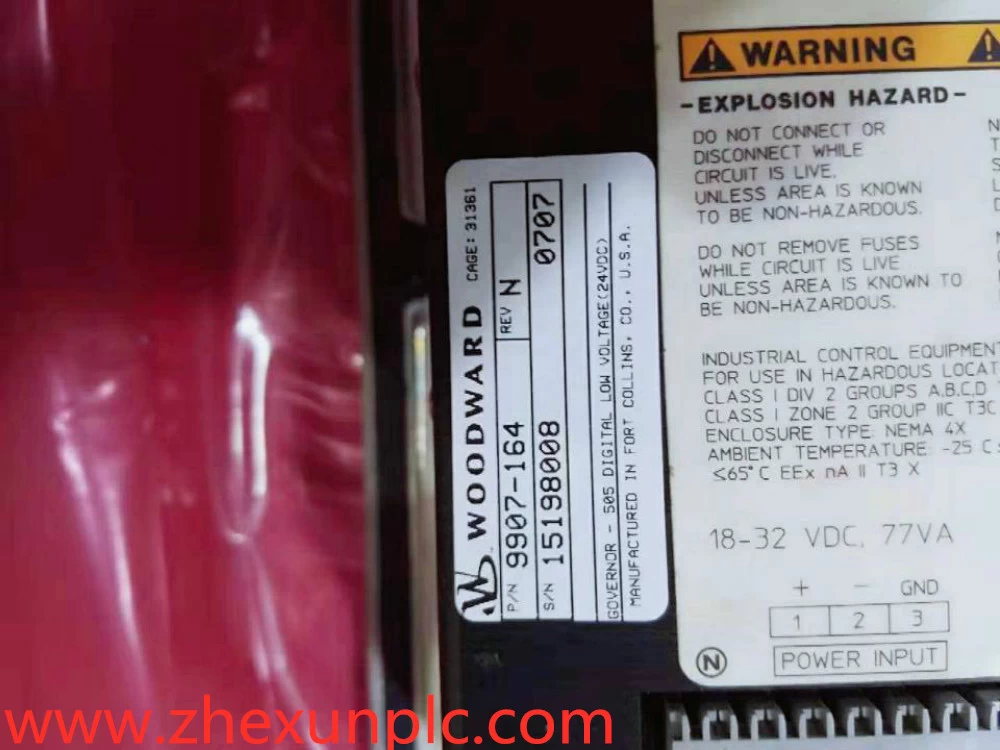 WOODWARD CAGE: 31361
P/N 9907-164 REV N
S/N 15198008 0707
GOVERNOR - 505 DIGITAL LOW VOLTAGE(24VDC)
MANUFACTURED IN FORT COLLINS, CO., U.S.A.
WARNING
-EXPLOSION HAZARD-
DO NOT CONNECT OR
DISCONNECT WHILE
CIRCUIT IS LIVE,
UNLESS AREA IS KNOWN
TO BE NON-HAZARDOUS.
DO NOT REMOVE FUSES
WHILE CIRCUIT IS LIVE
UNLESS AREA IS KNOWN TO
BE NON-HAZARDOUS.
INDUSTRIAL CONTROL EQUIPMENT
FOR USE IN HAZARDOUS LOCAT
CLASS I DIV 2 GROUPS A,B,C,D
CLASS I ZONE 2 GROUP IIC T3C
ENCLOSURE TYPE: NEMA 4X
AMBIENT TEMPERATURE: -25 C
≤65°C EEx nA II T3 X
18-32 VDC, 77VA
+ − GND
1 2 3
N POWER INPUT
www.zhexunplc.com